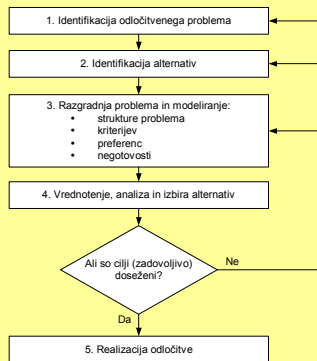 1. Identifikacija odločitvenega problema
2. Identifikacija alternativ
3. Razgradnja problema in modeliranje:
• strukture problema
• kriterijev
• preferenc
• negotovosti
4. Vrednotenje, analiza in izbira alternativ
Ali so cilji (zadovoljivo)
doseženi?
Ne
Da
5. Realizacija odločitve